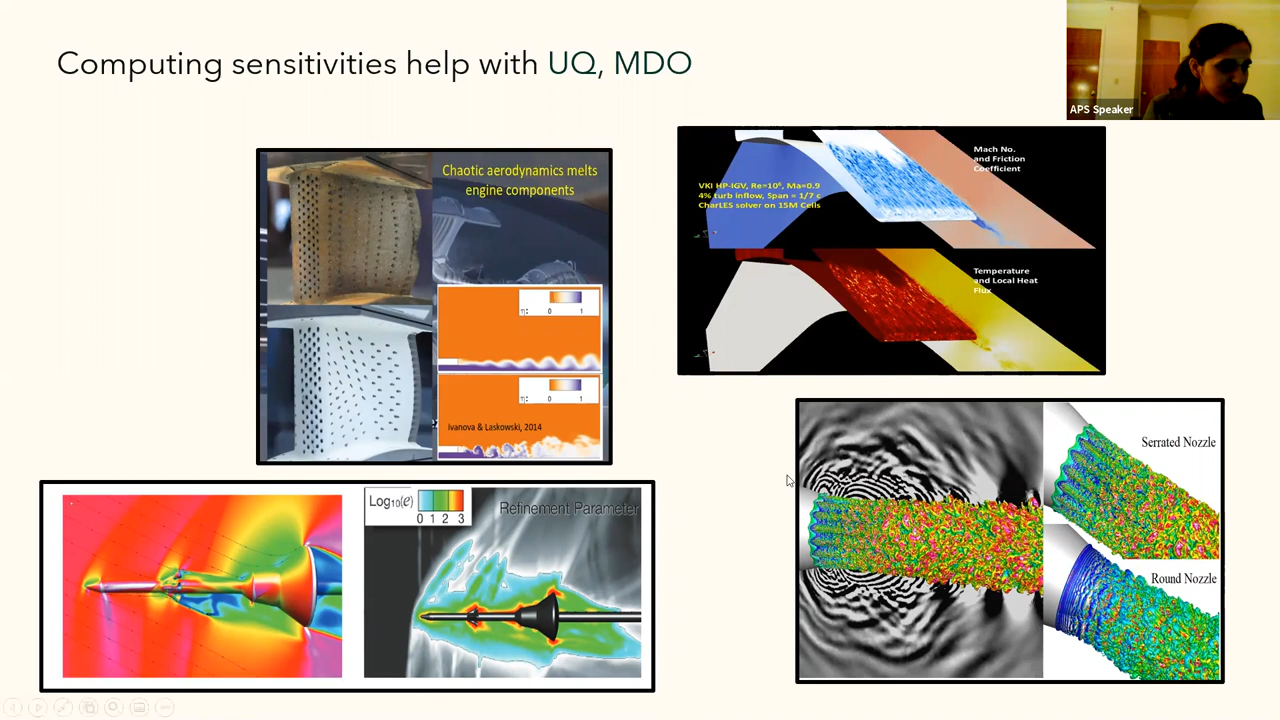 Computing sensitivities help with UQ, MDO
APS Speaker
Chaotic aerodynamics melts
engine components
η:
0
1
η:
0
1
Ivanova & Laskowski, 2014
VKI HP-IGV, Re=10⁶, Ma=0.9
4% turb inflow, Span = 1/7 c
CharLES solver on 15M Cells
Mach No.
and Friction
Coefficient
Temperature
and Local Heat
Flux
Log₁₀(e)
0 1 2 3
Refinement Parameter
Serrated Nozzle
Round Nozzle